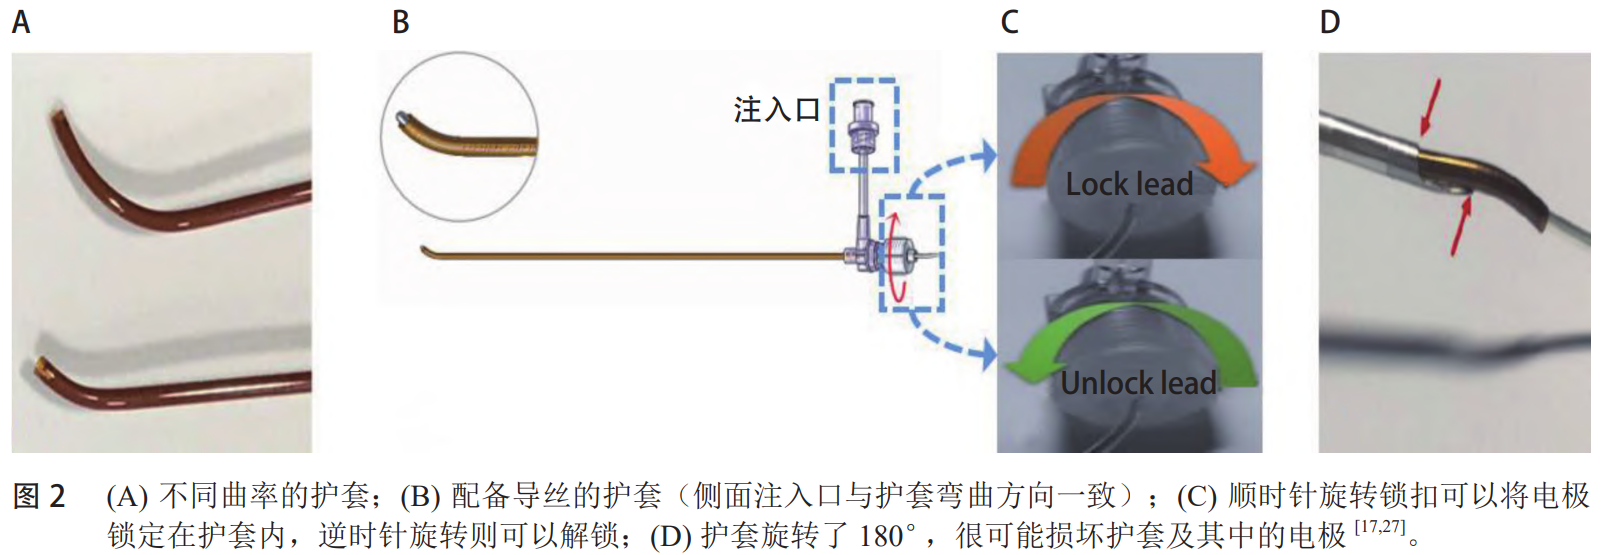 A
B
C
D
注入口
Lock lead
Unlock lead
图 2 (A) 不同曲率的护套；(B) 配备导丝的护套（侧面注入口与护套弯曲方向一致）；(C) 顺时针旋转锁扣可以将电极
锁定在护套内，逆时针旋转则可以解锁；(D) 护套旋转了 180°，很可能损坏护套及其中的电极 [17,27]。